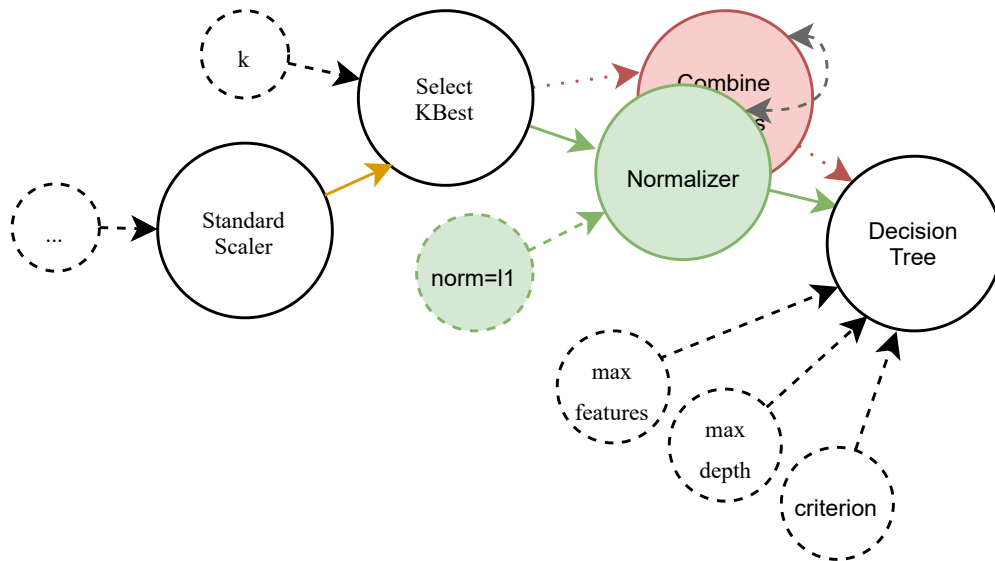 k
Select
KBest
Combine
s
Normalizer
...
Standard
Scaler
norm=l1
Decision
Tree
max
features
max
depth
criterion